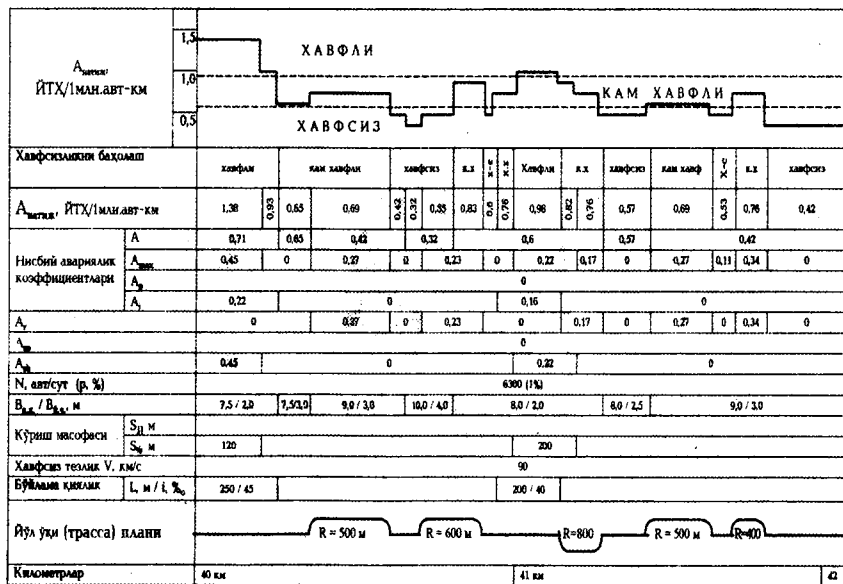 А_натиж,
ЙТҲ/1млн.авт-км
1,5
1,0
0,5
ХАВФЛИ
КАМ ХАВФЛИ
ХАВФСИЗ
Хавфсизликни баҳолаш
хавфли
кам хавфли
хавфсиз
к.х
Хавфли
к.х
хавфсиз
кам хавф
к.х
хавфсиз
А_натиж, ЙТҲ/1млн.авт-км
1,38 0,93 0,65 0,69 0,42 0,32 0,55 0,83 0,6 0,76 0,98 0,82 0,76 0,57 0,69 0,53 0,76 0,42
Нисбий авариялик коэффициентлари
А 0,71 0,65 0,42 0,32 0,6 0,57 0,42
0,45 0 0,27 0 0,23 0 0,22 0,17 0 0,27 0,11 0,34 0
0
А_i 0,22 0 0,16 0
А_r 0 0,27 0 0,23 0 0,17 0 0,27 0 0,34 0
0
0,45 0 0,22 0
N, авт/сут (р, %) 6300 (1%)
м 7,5 / 2,0 7,5/3,0 9,0 / 3,0 10,0 / 4,0 8,0 / 2,0 8,0 / 2,5 9,0 / 3,0
Кўриш масофаси
S_П м
м 120 200
Хавфсиз тезлик V, км/с 90
Бўйлама қиялик L, м / i, ‰ 250 / 45 200 / 40
Йўл ўқи (трасса) плани R = 500 м R = 600 м R=800 R = 500 м R=400
Километрлар 40 км 41 км 42